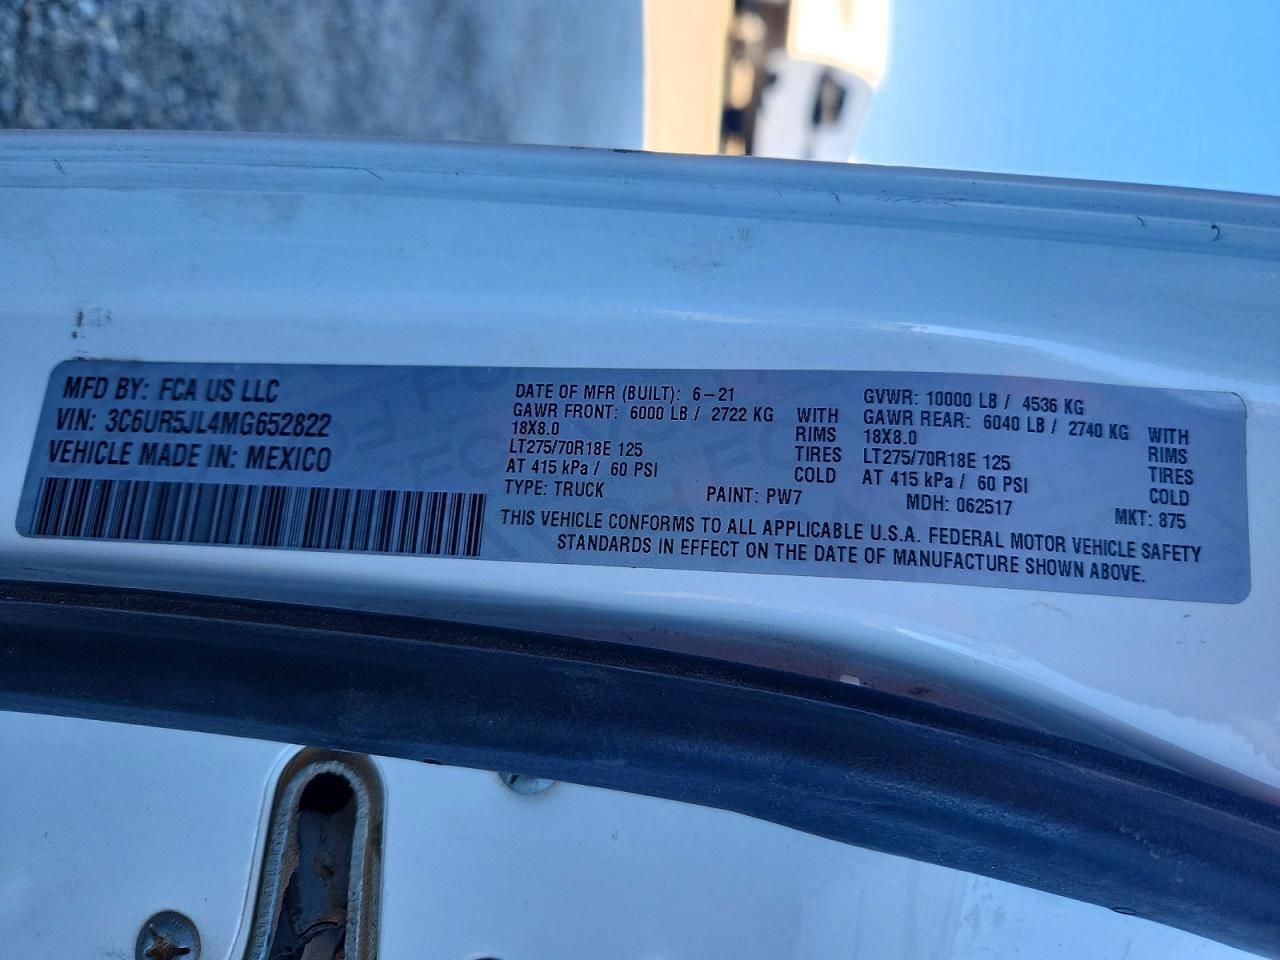 MFD BY: FCA US LLC
VIN: 3C6UR5JL4MG652822
VEHICLE MADE IN: MEXICO
DATE OF MFR (BUILT): 6-21
GAWR FRONT: 6000 LB / 2722 KG WITH
18X8.0 RIMS
LT275/70R18E 125 TIRES
AT 415 kPa / 60 PSI COLD
TYPE: TRUCK PAINT: PW7
GVWR: 10000 LB / 4536 KG
GAWR REAR: 6040 LB / 2740 KG WITH
18X8.0 RIMS
LT275/70R18E 125 TIRES
AT 415 kPa / 60 PSI COLD
MDH: 062517 MKT: 875
THIS VEHICLE CONFORMS TO ALL APPLICABLE U.S.A. FEDERAL MOTOR VEHICLE SAFETY
STANDARDS IN EFFECT ON THE DATE OF MANUFACTURE SHOWN ABOVE.